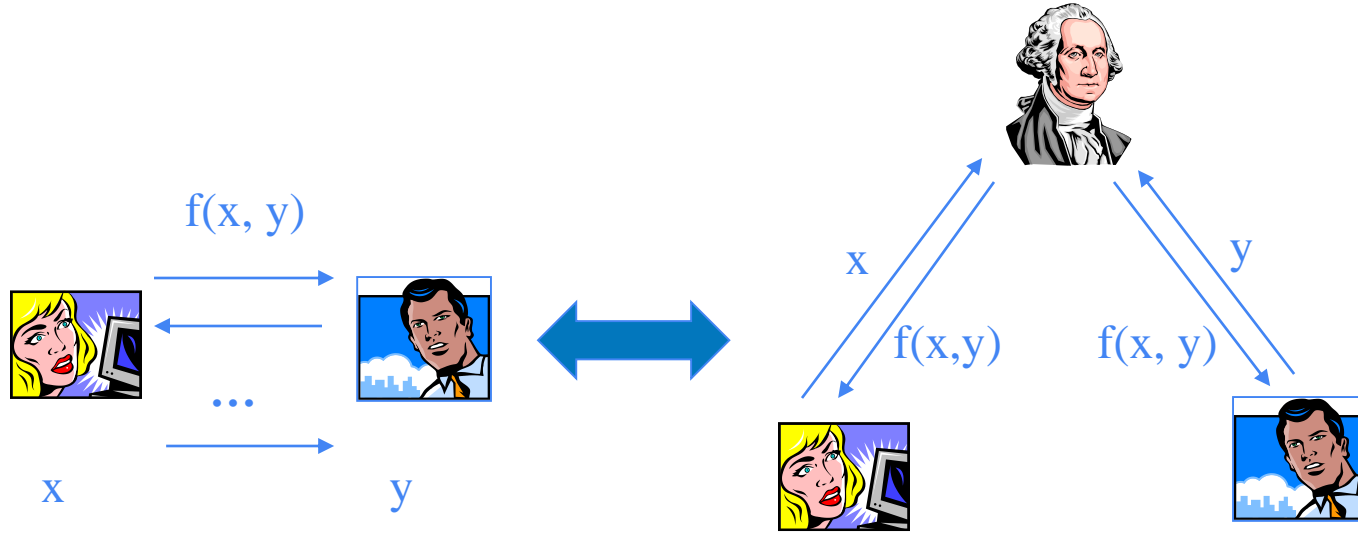 f(x, y)
...
x
y
x
y
f(x,y)
f(x, y)